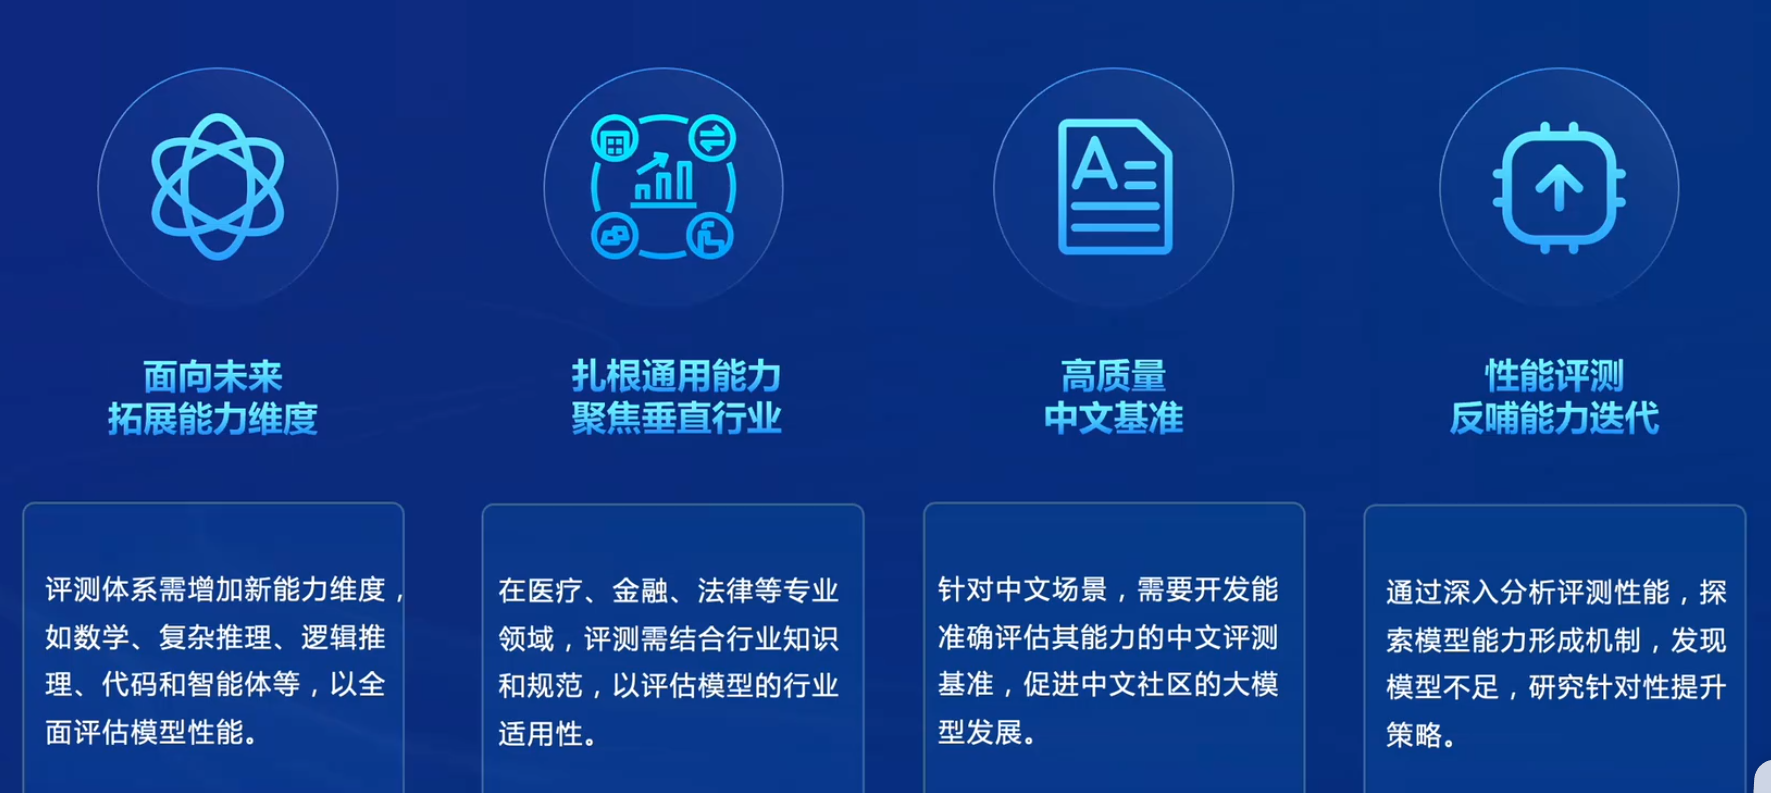 面向未来
拓展能力维度
评测体系需增加新能力维度，
如数学、复杂推理、逻辑推
理、代码和智能体等，以全
面评估模型性能。
扎根通用能力
聚焦垂直行业
在医疗、金融、法律等专业
领域，评测需结合行业知识
和规范，以评估模型的行业
适用性。
A
高质量
中文基准
针对中文场景，需要开发能
准确评估其能力的中文评测
基准，促进中文社区的大模
型发展。
性能评测
反哺能力迭代
通过深入分析评测性能，探
索模型能力形成机制，发现
模型不足，研究针对性提升
策略。